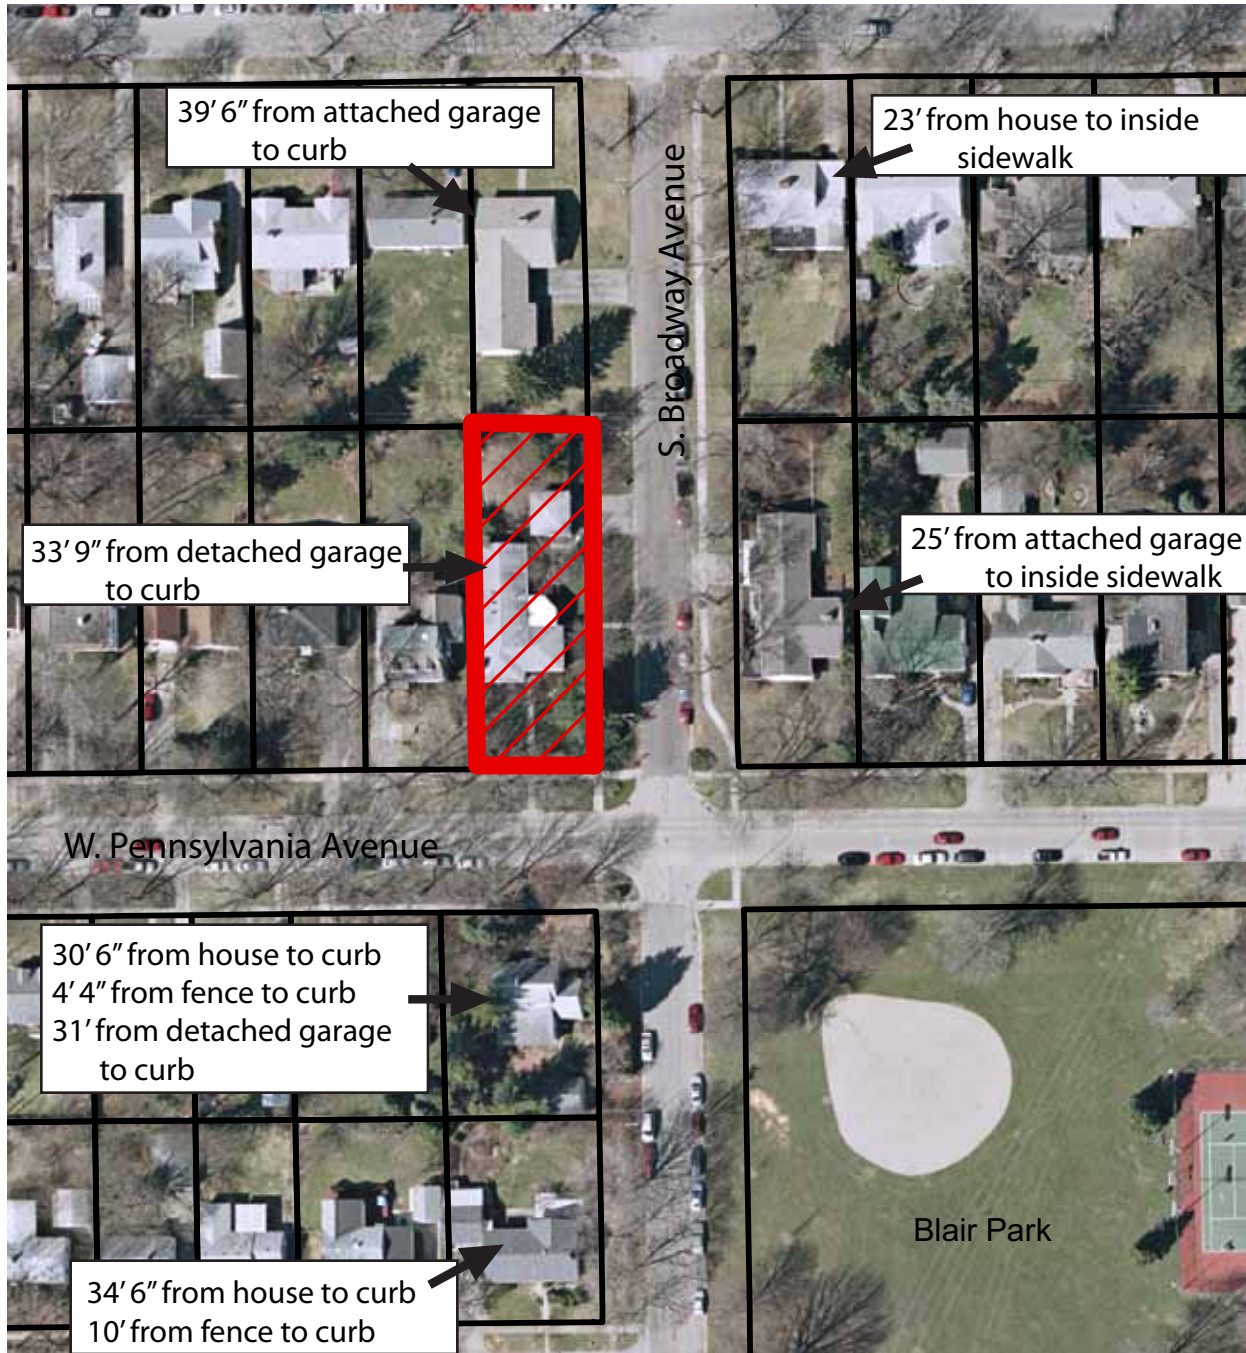 39' 6" from attached garage
to curb
23' from house to inside
sidewalk
S. Broadway Avenue
33' 9" from detached garage
to curb
25' from attached garage
to inside sidewalk
W. Pennsylvania Avenue
30' 6" from house to curb
4' 4" from fence to curb
31' from detached garage
to curb
Blair Park
34' 6" from house to curb
10' from fence to curb